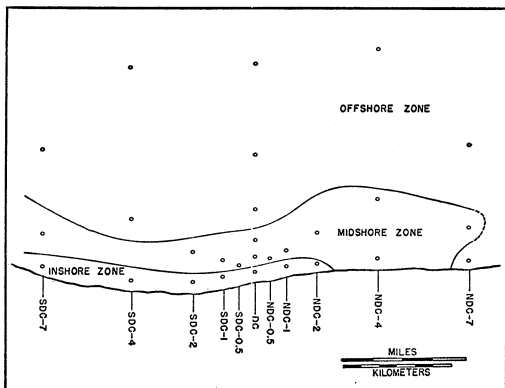 OFFSHORE ZONE
MIDSHORE ZONE
INSHORE ZONE
SDC-7
SDC-4
SDC-2
SDC-1
SDC-0.5
DC
NDC-0.5
NDC-1
NDC-2
NDC-4
NDC-7
MILES
KILOMETERS